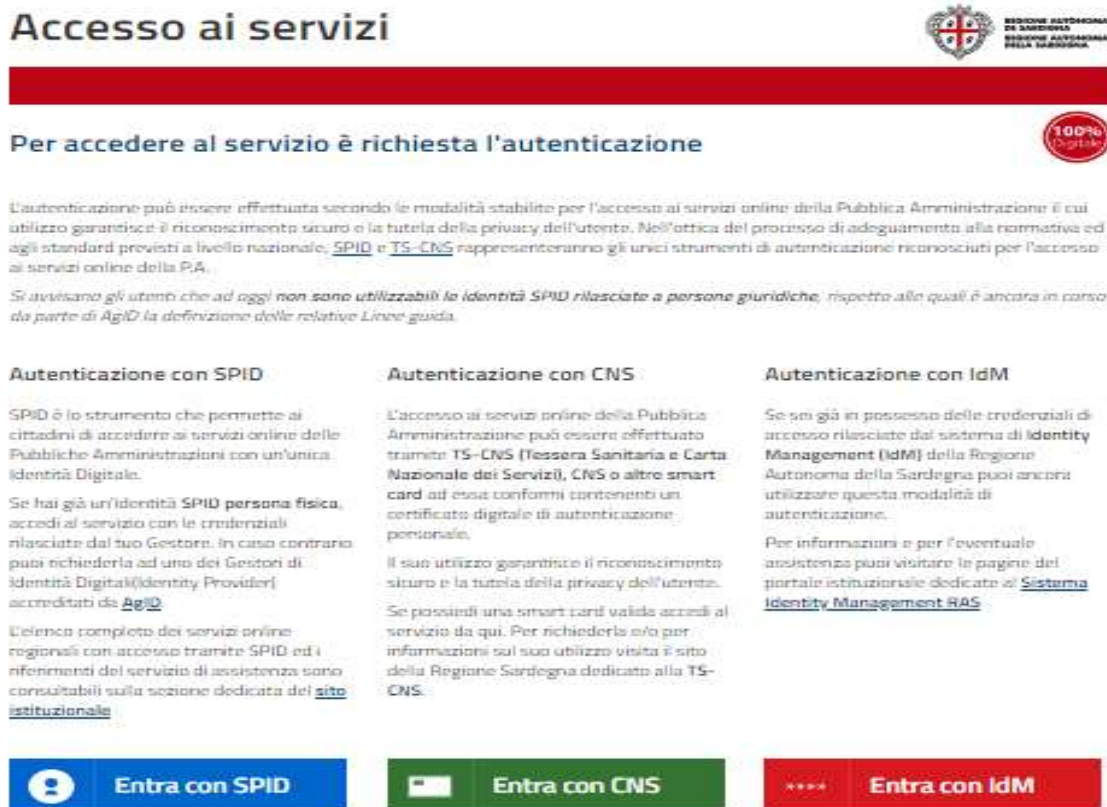 Accesso ai servizi
REGIONE AUTÒNOMA
DE SARDIGNA
REGIONE AUTONOMA
DELLA SARDEGNA
Per accedere al servizio è richiesta l'autenticazione
100%
Digitale
L'autenticazione può essere effettuata secondo le modalità stabilite per l'accesso ai servizi online della Pubblica Amministrazione il cui
utilizzo garantisce il riconoscimento sicuro e la tutela della privacy dell'utente. Nell'ottica del processo di adeguamento alla normativa ed
agli standard previsti a livello nazionale, SPID e TS-CNS rappresenteranno gli unici strumenti di autenticazione riconosciuti per l'accesso
ai servizi online della P.A.
Si avvisano gli utenti che ad oggi non sono utilizzabili le identità SPID rilasciate a persone giuridiche, rispetto alle quali è ancora in corso
da parte di AgID la definizione delle relative Linee guida.
Autenticazione con SPID
SPID è lo strumento che permette ai
cittadini di accedere ai servizi online delle
Pubbliche Amministrazioni con un'unica
Identità Digitale.
Se hai già un'identità SPID persona fisica,
accedi al servizio con le credenziali
rilasciate dal tuo Gestore. In caso contrario
puoi richiederla ad uno dei Gestori di
Identità Digitali(Identity Provider)
accreditati da AgID
L'elenco completo dei servizi online
regionali con accesso tramite SPID ed i
riferimenti del servizio di assistenza sono
consultabili sulla sezione dedicata del sito
istituzionale
Entra con SPID
Autenticazione con CNS
L'accesso ai servizi online della Pubblica
Amministrazione può essere effettuato
tramite TS-CNS (Tessera Sanitaria e Carta
Nazionale dei Servizi), CNS o altre smart
card ad essa conformi contenenti un
certificato digitale di autenticazione
personale.
Il suo utilizzo garantisce il riconoscimento
sicuro e la tutela della privacy dell'utente.
Se possiedi una smart card valida accedi al
servizio da qui. Per richiederla e/o per
informazioni sul suo utilizzo visita il sito
della Regione Sardegna dedicato alla TS-
CNS.
Entra con CNS
Autenticazione con IdM
Se sei già in possesso delle credenziali di
accesso rilasciate dal sistema di Identity
Management (IdM) della Regione
Autonoma della Sardegna puoi ancora
utilizzare questa modalità di
autenticazione.
Per informazioni e per l'eventuale
assistenza puoi visitare le pagine del
portale istituzionale dedicate al Sistema
Identity Management RAS
Entra con IdM